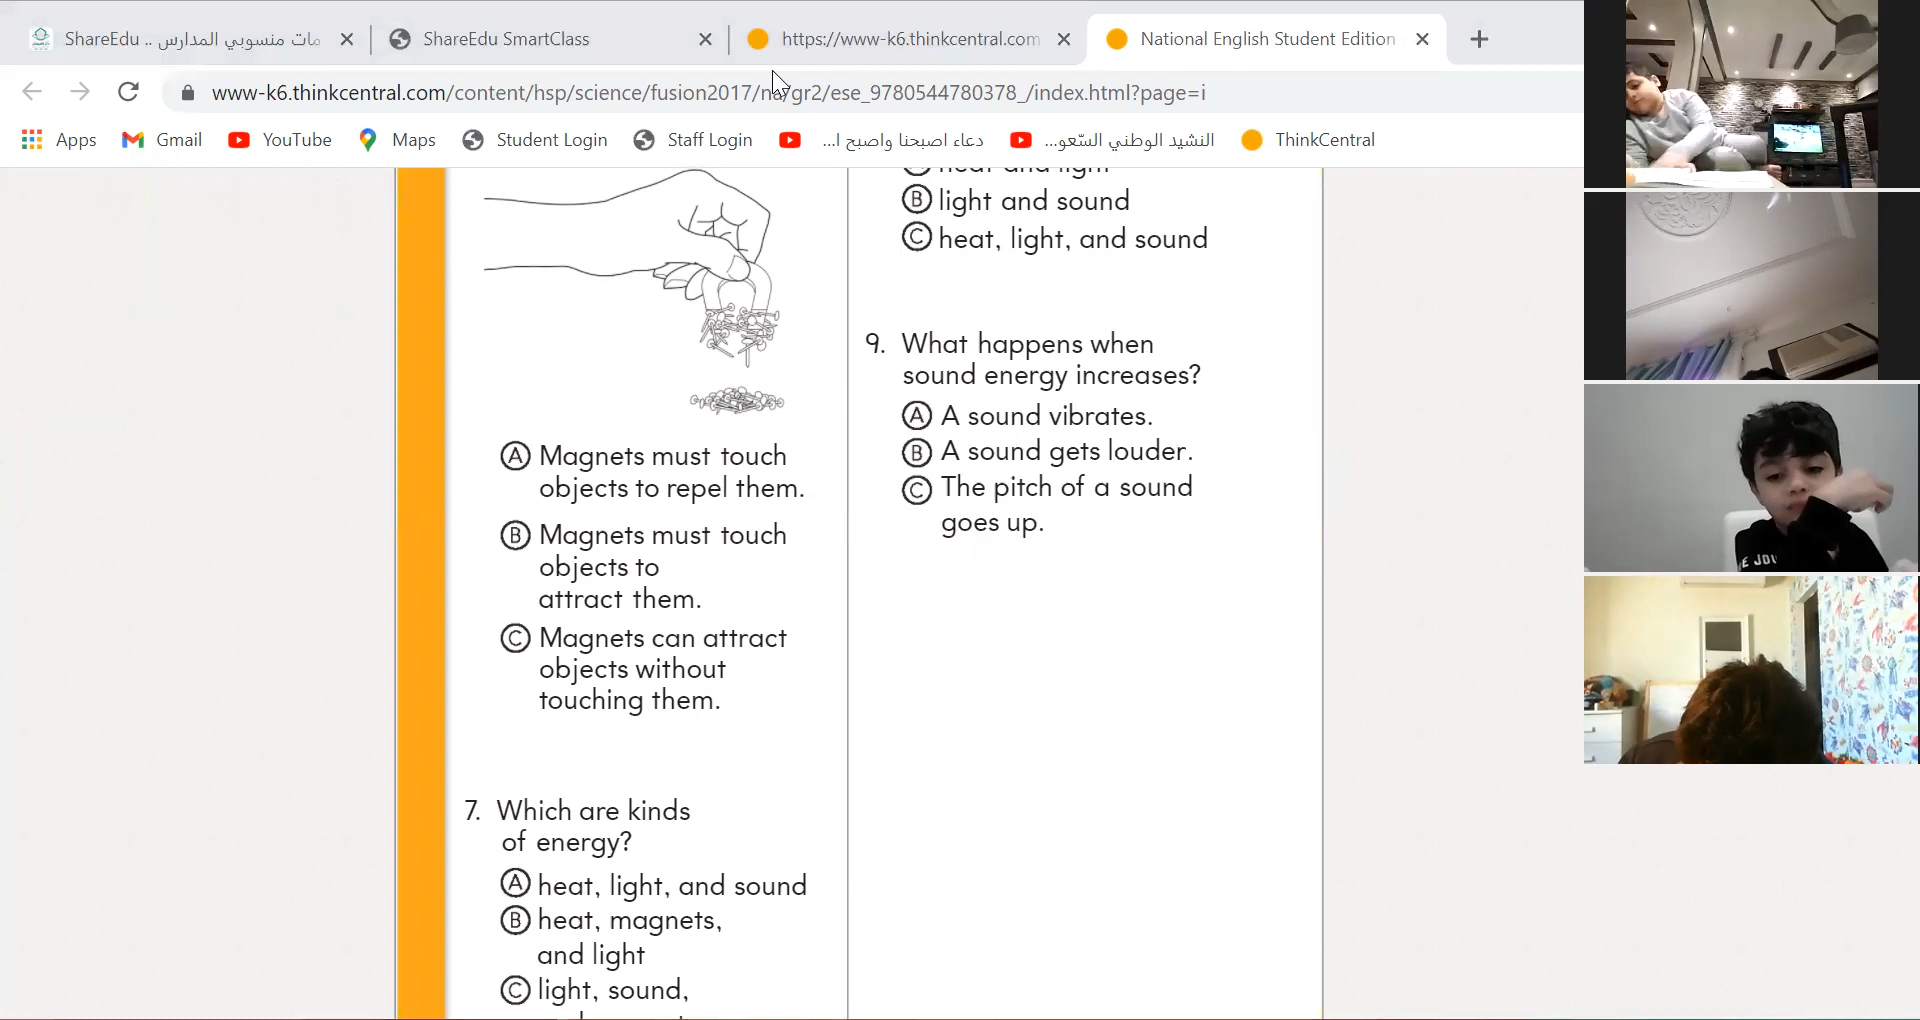 ShareEdu .. مات منسوبي المدارس
ShareEdu SmartClass
https://www-k6.thinkcentral.com
National English Student Edition
www-k6.thinkcentral.com/content/hsp/science/fusion2017/na/gr2/ese_9780544780378_/index.html?page=i
Apps
Gmail
YouTube
Maps
Student Login
Staff Login
دعاء اصبحنا واصبح ا...
النشيد الوطني السّعو...
ThinkCentral
A Magnets must touch
objects to repel them.
B Magnets must touch
objects to
attract them.
C Magnets can attract
objects without
touching them.
7. Which are kinds
of energy?
A heat, light, and sound
B heat, magnets,
and light
C light, sound,
heat and light
B light and sound
C heat, light, and sound
9. What happens when
sound energy increases?
A A sound vibrates.
B A sound gets louder.
C The pitch of a sound
goes up.